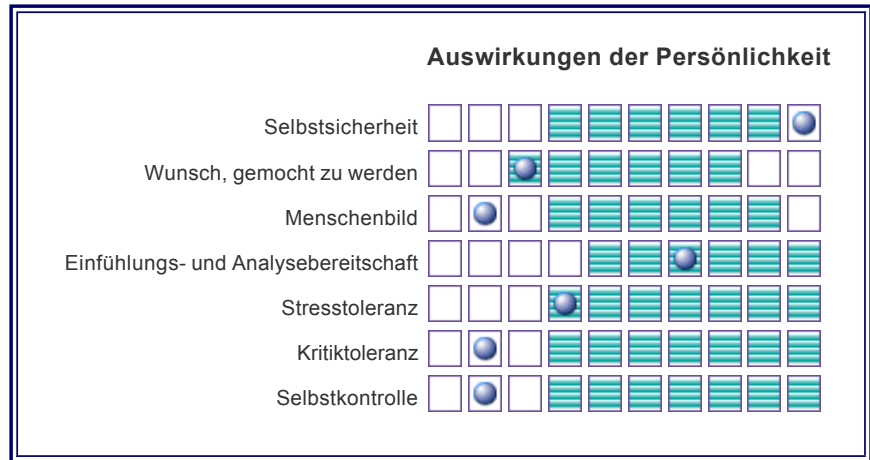 Auswirkungen der Persönlichkeit
Selbstsicherheit
Wunsch, gemocht zu werden
Menschenbild
Einfühlungs- und Analysebereitschaft
Stresstoleranz
Kritiktoleranz
Selbstkontrolle